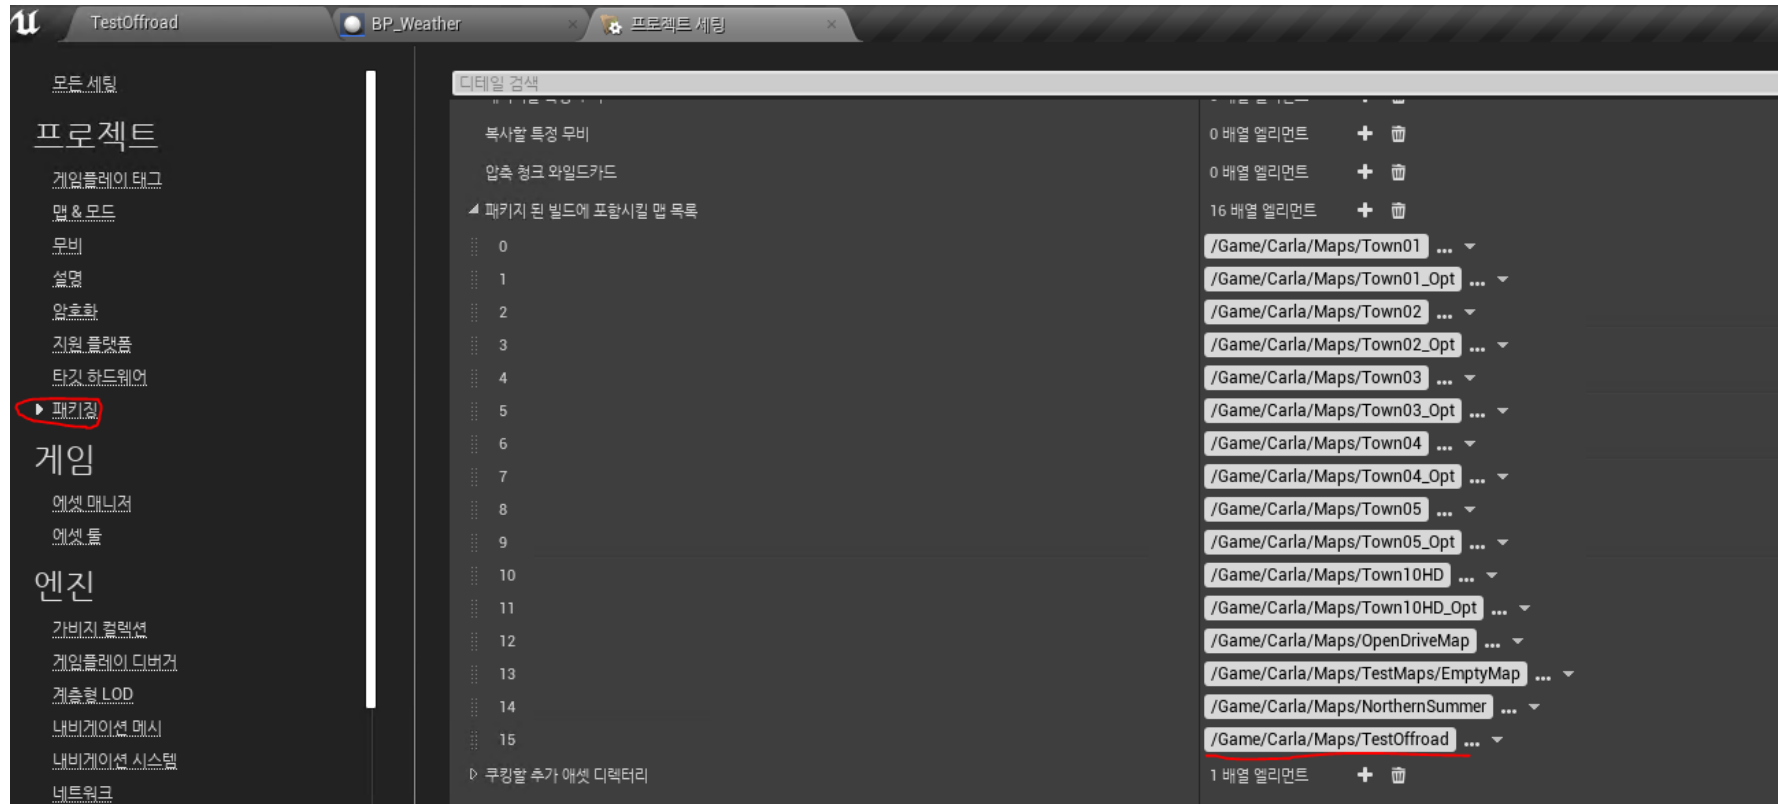 TestOffroad
BP_Weather
프로젝트 세팅
모든 세팅
프로젝트
게임플레이 태그
맵 & 모드
무비
설명
암호화
지원 플랫폼
타깃 하드웨어
패키징
게임
에셋 매니저
에셋 툴
엔진
가비지 컬렉션
게임플레이 디버거
계층형 LOD
내비게이션 메시
내비게이션 시스템
네트워크
디테일 검색
복사할 특정 무비 0 배열 엘리먼트
압축 청크 와일드카드 0 배열 엘리먼트
패키지 된 빌드에 포함시킬 맵 목록 16 배열 엘리먼트
0 /Game/Carla/Maps/Town01 ...
1 /Game/Carla/Maps/Town01_Opt ...
2 /Game/Carla/Maps/Town02 ...
3 /Game/Carla/Maps/Town02_Opt ...
4 /Game/Carla/Maps/Town03 ...
5 /Game/Carla/Maps/Town03_Opt ...
6 /Game/Carla/Maps/Town04 ...
7 /Game/Carla/Maps/Town04_Opt ...
8 /Game/Carla/Maps/Town05 ...
9 /Game/Carla/Maps/Town05_Opt ...
10 /Game/Carla/Maps/Town10HD ...
11 /Game/Carla/Maps/Town10HD_Opt ...
12 /Game/Carla/Maps/OpenDriveMap ...
13 /Game/Carla/Maps/TestMaps/EmptyMap ...
14 /Game/Carla/Maps/NorthernSummer ...
15 /Game/Carla/Maps/TestOffroad ...
쿠킹할 추가 애셋 디렉터리 1 배열 엘리먼트